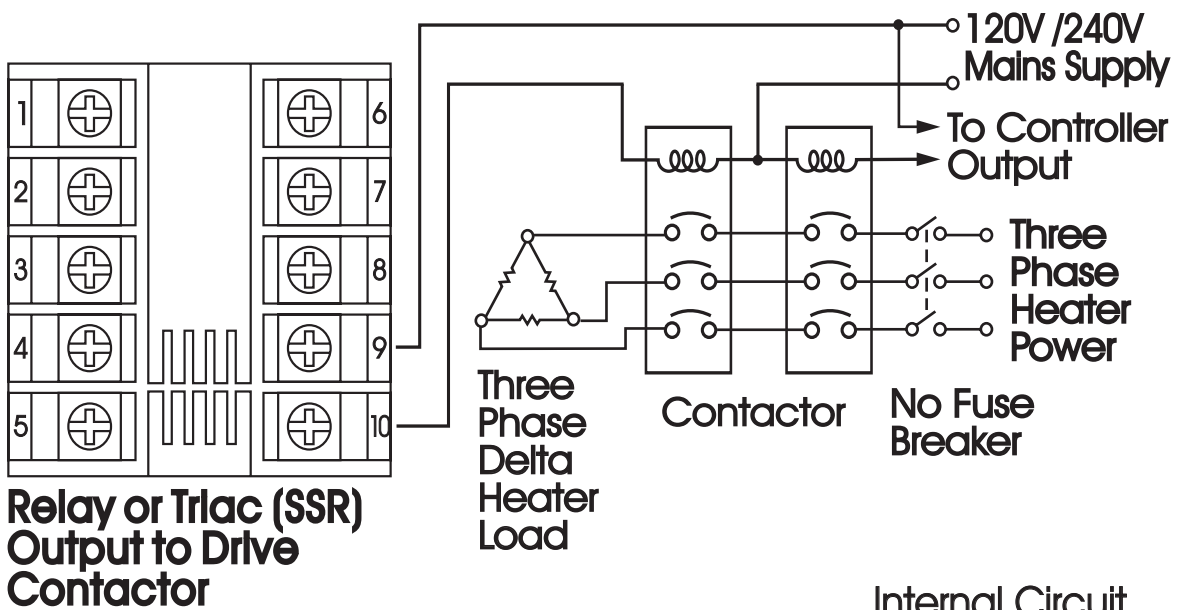 120V /240V
Mains Supply
To Controller
Output
1
2
3
4
5
6
7
8
9
10
Three
Phase
Heater
Power
Three
Phase
Delta
Heater
Load
Contactor
No Fuse
Breaker
Relay or Triac (SSR)
Output to Drive
Contactor
Internal Circuit